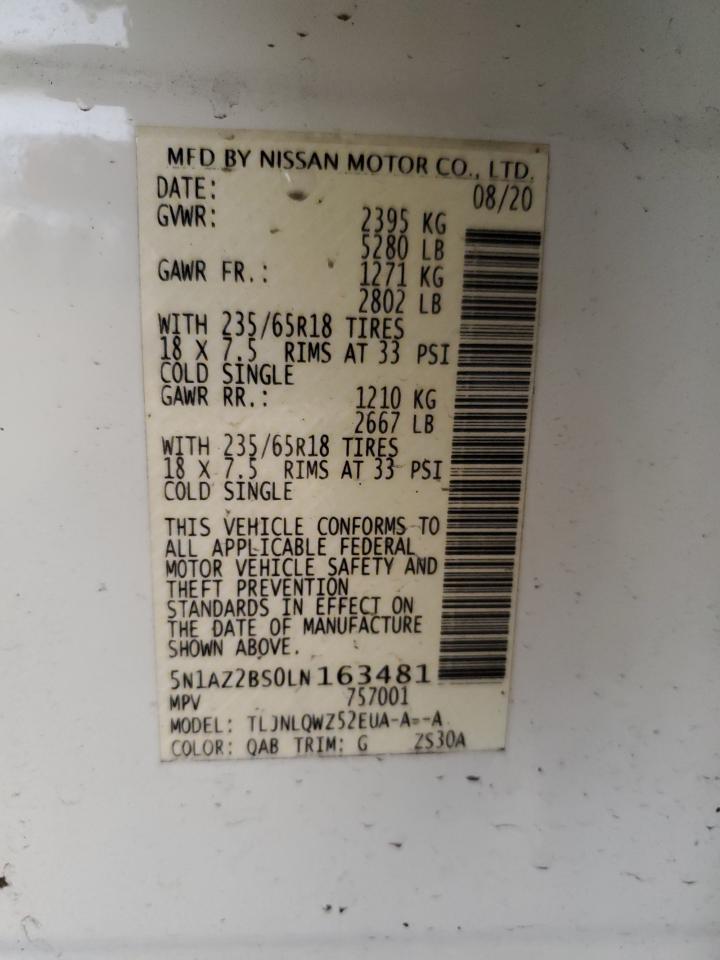 MFD BY NISSAN MOTOR CO., LTD.
DATE: 08/20
GVWR: 2395 KG
5280 LB
GAWR FR.: 1271 KG
2802 LB
WITH 235/65R18 TIRES
18 X 7.5 RIMS AT 33 PSI
COLD SINGLE
GAWR RR.: 1210 KG
2667 LB
WITH 235/65R18 TIRES
18 X 7.5 RIMS AT 33 PSI
COLD SINGLE
THIS VEHICLE CONFORMS TO
ALL APPLICABLE FEDERAL
MOTOR VEHICLE SAFETY AND
THEFT PREVENTION
STANDARDS IN EFFECT ON
THE DATE OF MANUFACTURE
SHOWN ABOVE.
5N1AZ2BS0LN163481
MPV 757001
MODEL: TLJNLQWZ52EUA-A--A
COLOR: QAB TRIM: G ZS30A